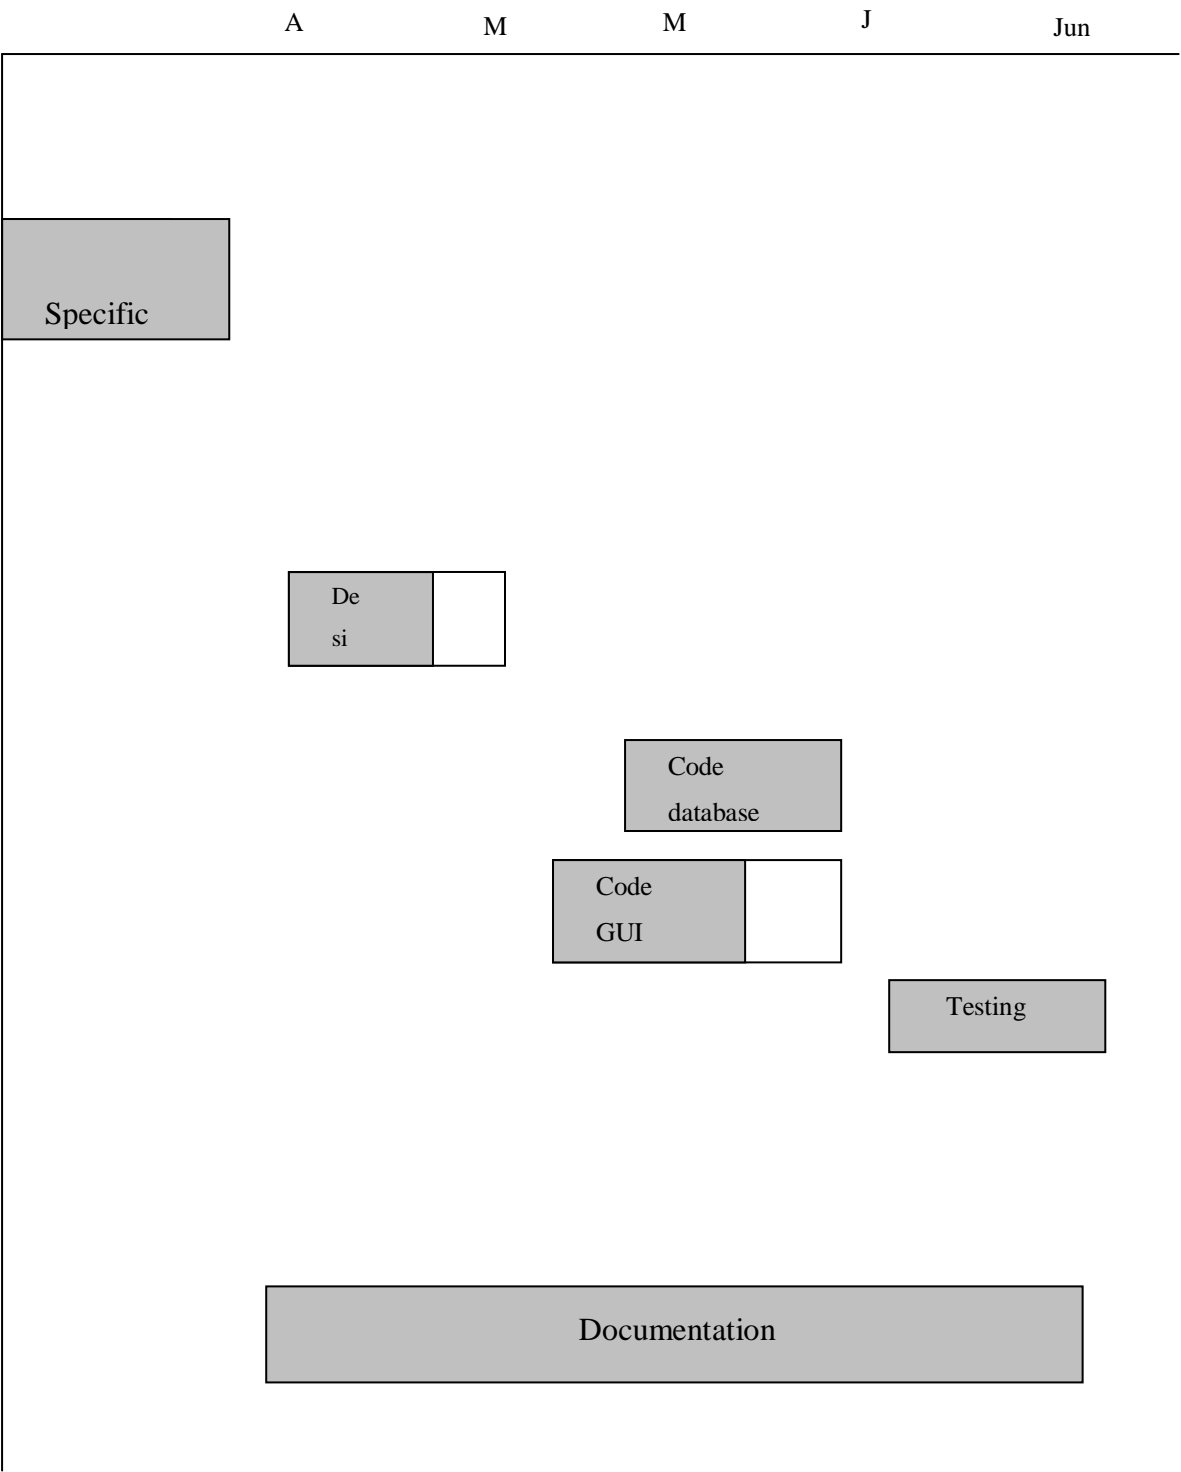 A M M J Jun
Specific
De
si
Code
database
Code
GUI
Testing
Documentation